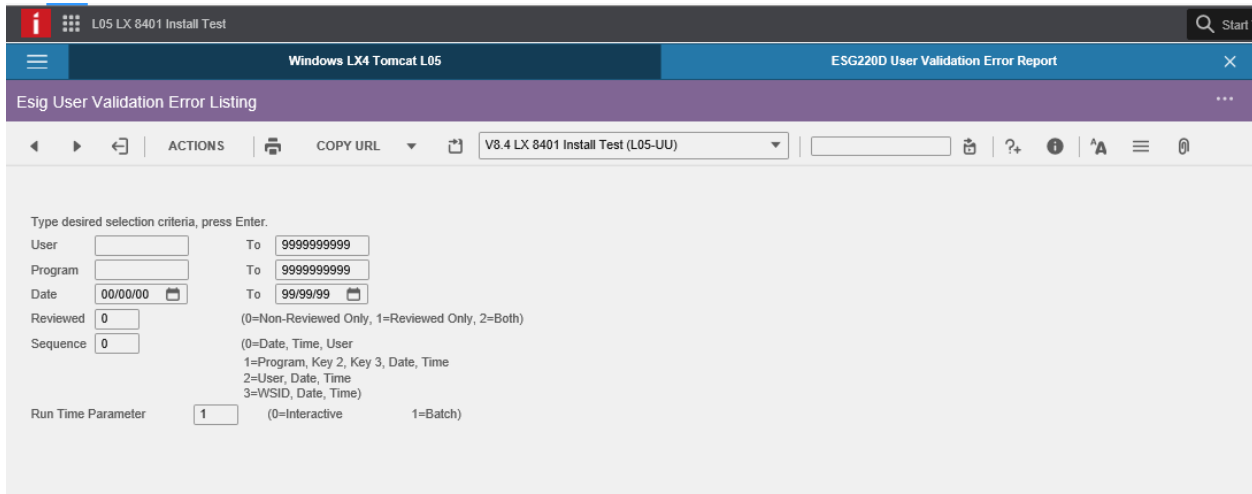 L05 LX 8401 Install Test
Start
Windows LX4 Tomcat L05
ESG220D User Validation Error Report
Esig User Validation Error Listing
ACTIONS
COPY URL
V8.4 LX 8401 Install Test (L05-UU)
Type desired selection criteria, press Enter.
User To 9999999999
Program To 9999999999
Date 00/00/00 To 99/99/99
Reviewed 0 (0=Non-Reviewed Only, 1=Reviewed Only, 2=Both)
Sequence 0 (0=Date, Time, User
1=Program, Key 2, Key 3, Date, Time
2=User, Date, Time
3=WSID, Date, Time)
Run Time Parameter 1 (0=Interactive 1=Batch)